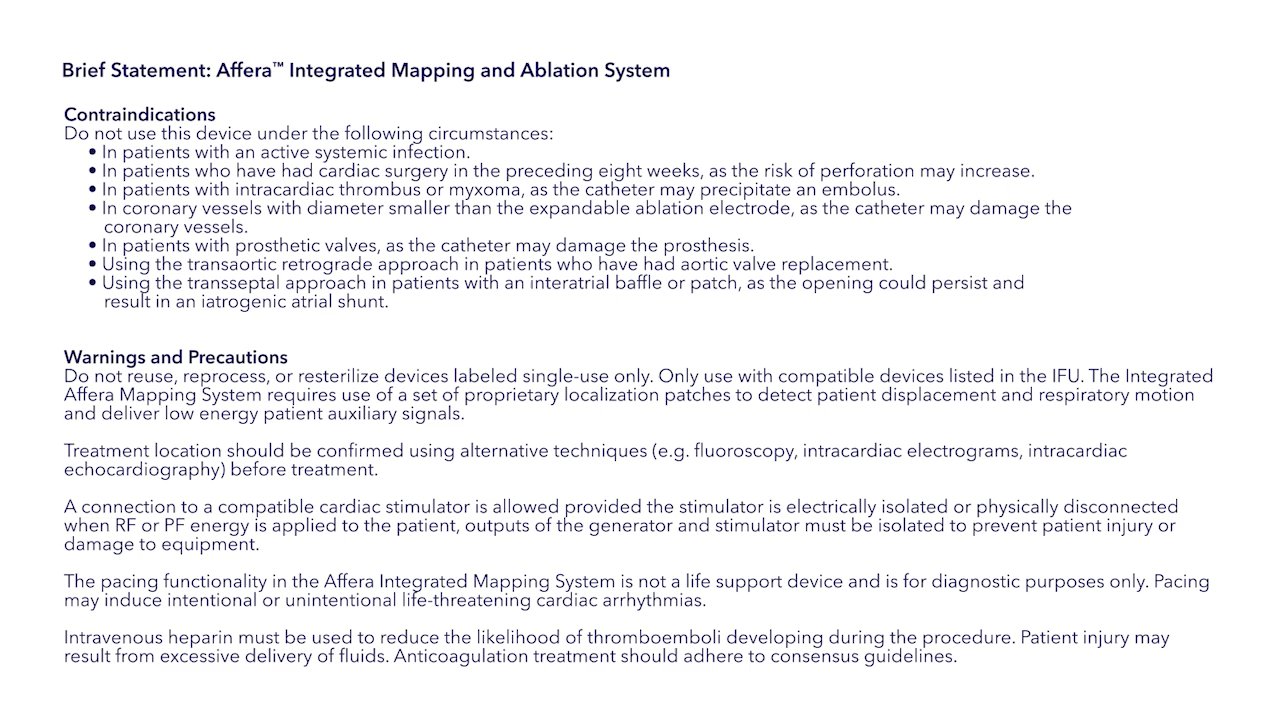 Brief Statement: Affera™ Integrated Mapping and Ablation System
Contraindications
Do not use this device under the following circumstances:
• In patients with an active systemic infection.
• In patients who have had cardiac surgery in the preceding eight weeks, as the risk of perforation may increase.
• In patients with intracardiac thrombus or myxoma, as the catheter may precipitate an embolus.
• In coronary vessels with diameter smaller than the expandable ablation electrode, as the catheter may damage the
coronary vessels.
• In patients with prosthetic valves, as the catheter may damage the prosthesis.
• Using the transaortic retrograde approach in patients who have had aortic valve replacement.
• Using the transseptal approach in patients with an interatrial baffle or patch, as the opening could persist and
result in an iatrogenic atrial shunt.
Warnings and Precautions
Do not reuse, reprocess, or resterilize devices labeled single-use only. Only use with compatible devices listed in the IFU. The Integrated
Affera Mapping System requires use of a set of proprietary localization patches to detect patient displacement and respiratory motion
and deliver low energy patient auxiliary signals.
Treatment location should be confirmed using alternative techniques (e.g. fluoroscopy, intracardiac electrograms, intracardiac
echocardiography) before treatment.
A connection to a compatible cardiac stimulator is allowed provided the stimulator is electrically isolated or physically disconnected
when RF or PF energy is applied to the patient, outputs of the generator and stimulator must be isolated to prevent patient injury or
damage to equipment.
The pacing functionality in the Affera Integrated Mapping System is not a life support device and is for diagnostic purposes only. Pacing
may induce intentional or unintentional life-threatening cardiac arrhythmias.
Intravenous heparin must be used to reduce the likelihood of thromboemboli developing during the procedure. Patient injury may
result from excessive delivery of fluids. Anticoagulation treatment should adhere to consensus guidelines.